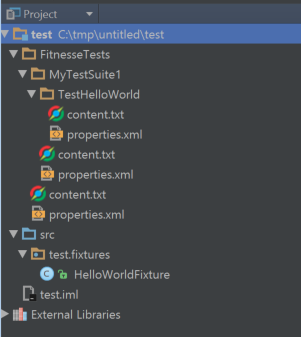 Project
test C:\tmp\untitled\test
FitnesseTests
MyTestSuite1
TestHelloWorld
content.txt
properties.xml
content.txt
properties.xml
content.txt
properties.xml
src
test.fixtures
HelloWorldFixture
test.iml
External Libraries